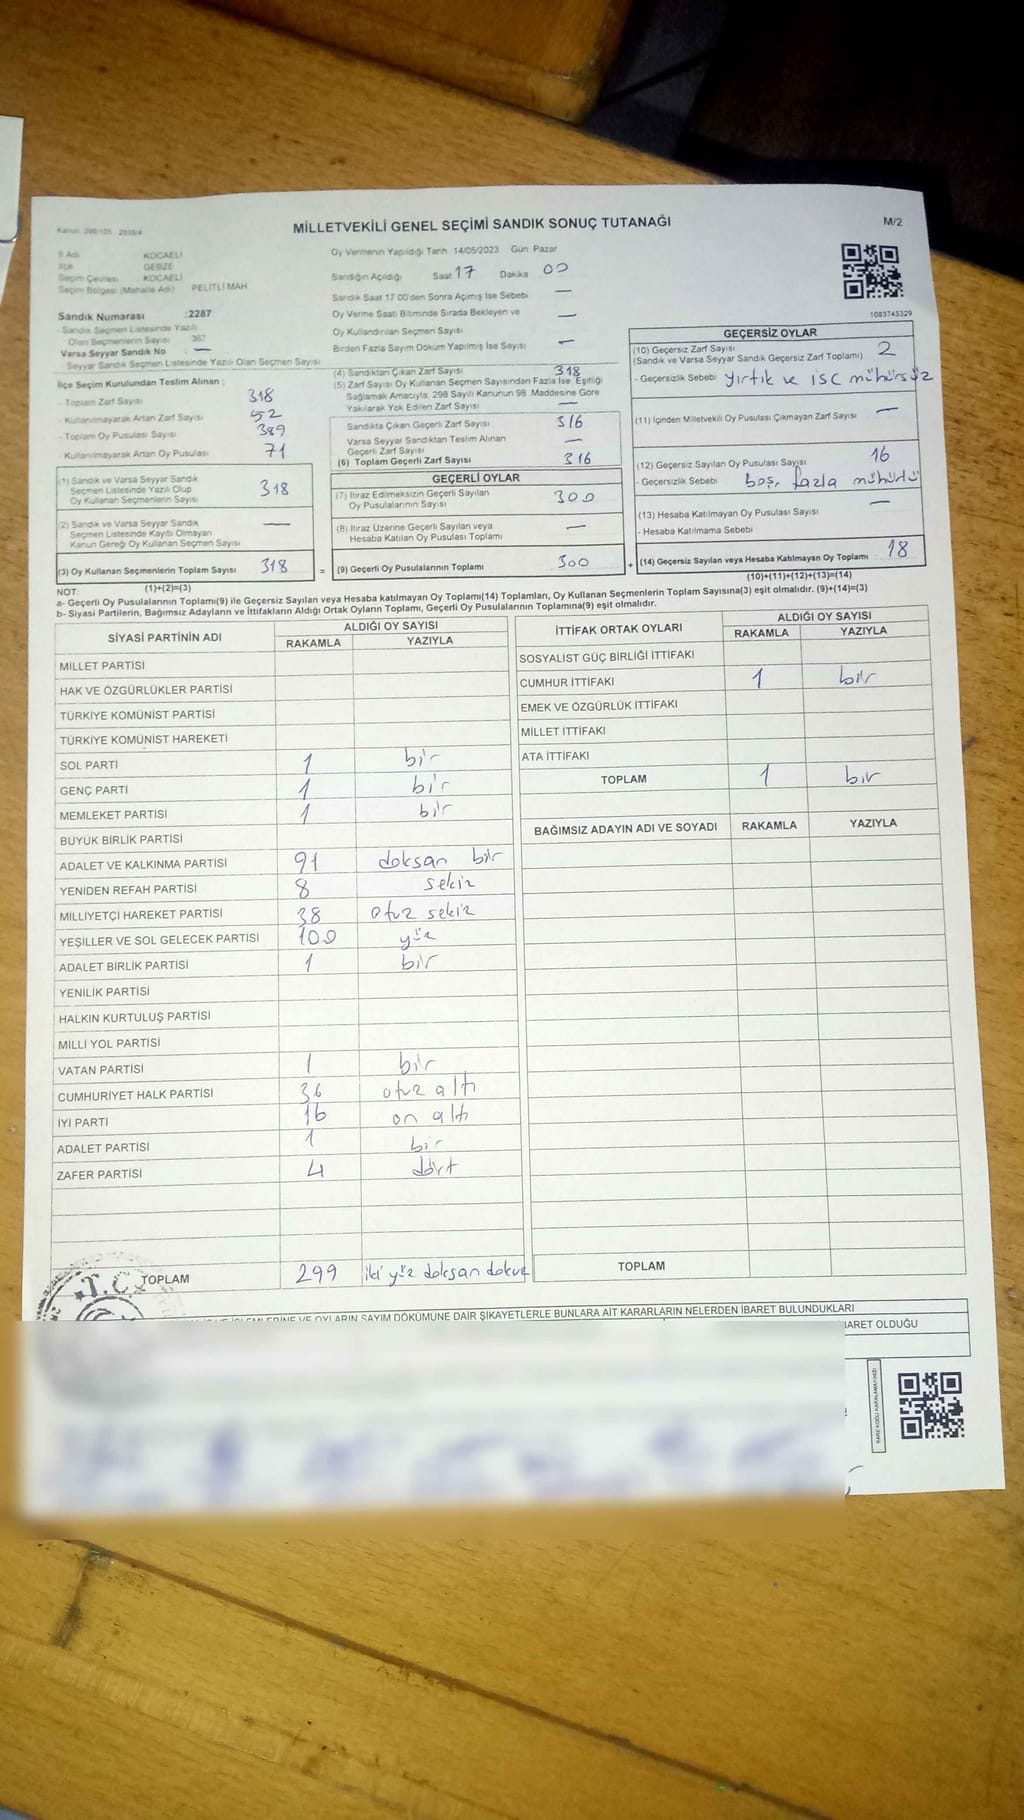 MİLLETVEKİLİ GENEL SEÇİMİ SANDIK SONUÇ TUTANAĞI
M/2
İl Adı KOCAELİ
İlçe GEBZE
Seçim Çevresi KOCAELİ
Seçim Bölgesi (Mahalle Adı) PELİTLİ MAH
Sandık Numarası :2287
- Sandık Seçmen Listesinde Yazılı
Olan Seçmenlerin Sayısı 367
Varsa Seyyar Sandık No —
Seyyar Sandık Seçmen Listesinde Yazılı Olan Seçmen Sayısı
İlçe Seçim Kurulundan Teslim Alınan ;
- Toplam Zarf Sayısı 318
- Kullanılmayarak Artan Zarf Sayısı 52
- Toplam Oy Pusulası Sayısı 389
- Kullanılmayarak Artan Oy Pusulası 71
(1) Sandık ve Varsa Seyyar Sandık
Seçmen Listesinde Yazılı Olup
Oy Kullanan Seçmenlerin Sayısı 318
(2) Sandık ve Varsa Seyyar Sandık
Seçmen Listesinde Kayıtlı Olmayan
Kanun Gereği Oy Kullanan Seçmen Sayısı —
(3) Oy Kullanan Seçmenlerin Toplam Sayısı 318
(1)+(2)=(3)
Oy Vermenin Yapıldığı Tarih 14/05/2023 Gün: Pazar
Sandığın Açıldığı Saat 17 Dakika 00
Sandık Saat 17:00'den Sonra Açılmış İse Sebebi —
Oy Verme Saati Bitiminde Sırada Bekleyen ve
Oy Kullandırılan Seçmen Sayısı —
Birden Fazla Sayım Döküm Yapılmış İse Sayısı —
(4) Sandıktan Çıkan Zarf Sayısı 318
(5) Zarf Sayısı Oy Kullanan Seçmen Sayısından Fazla İse, Eşitliği
Sağlamak Amacıyla, 298 Sayılı Kanunun 98. Maddesine Göre
Yakılarak Yok Edilen Zarf Sayısı —
Sandıkta Çıkan Geçerli Zarf Sayısı 316
Varsa Seyyar Sandıktan Teslim Alınan
Geçerli Zarf Sayısı —
(6) Toplam Geçerli Zarf Sayısı 316
GEÇERLİ OYLAR
(7) İtiraz Edilmeksizin Geçerli Sayılan
Oy Pusulalarının Sayısı 300
(8) İtiraz Üzerine Geçerli Sayılan veya
Hesaba Katılan Oy Pusulası Toplamı —
= (9) Geçerli Oy Pusulalarının Toplamı 300
1083745329
GEÇERSİZ OYLAR
(10) Geçersiz Zarf Sayısı 2
(Sandık ve Varsa Seyyar Sandık Geçersiz Zarf Toplamı)
- Geçersizlik Sebebi yırtık ve isc mühürsüz
(11) İçinden Milletvekili Oy Pusulası Çıkmayan Zarf Sayısı —
(12) Geçersiz Sayılan Oy Pusulası Sayısı 16
- Geçersizlik Sebebi boş, fazla mühürlü
(13) Hesaba Katılmayan Oy Pusulası Sayısı —
- Hesaba Katılmama Sebebi
+ (14) Geçersiz Sayılan veya Hesaba Katılmayan Oy Toplamı 18
(10)+(11)+(12)+(13)=(14)
NOT:
a- Geçerli Oy Pusulalarının Toplamı(9) ile Geçersiz Sayılan veya Hesaba katılmayan Oy Toplamı(14) Toplamları, Oy Kullanan Seçmenlerin Toplam Sayısına(3) eşit olmalıdır. (9)+(14)=(3)
b- Siyasi Partilerin, Bağımsız Adayların ve İttifakların Aldığı Ortak Oyların Toplamı, Geçerli Oy Pusulalarının Toplamına(9) eşit olmalıdır.
SİYASİ PARTİNİN ADI ALDIĞI OY SAYISI
RAKAMLA YAZIYLA
MİLLET PARTİSİ
HAK VE ÖZGÜRLÜKLER PARTİSİ
TÜRKİYE KOMÜNİST PARTİSİ
TÜRKİYE KOMÜNİST HAREKETİ
SOL PARTİ 1 bir
GENÇ PARTİ 1 bir
MEMLEKET PARTİSİ 1 bir
BÜYÜK BİRLİK PARTİSİ
ADALET VE KALKINMA PARTİSİ 91 doksan bir
YENİDEN REFAH PARTİSİ 8 sekiz
MİLLİYETÇİ HAREKET PARTİSİ 38 otuz sekiz
YEŞİLLER VE SOL GELECEK PARTİSİ 100 yüz
ADALET BİRLİK PARTİSİ 1 bir
YENİLİK PARTİSİ
HALKIN KURTULUŞ PARTİSİ
MİLLİ YOL PARTİSİ
VATAN PARTİSİ 1 bir
CUMHURİYET HALK PARTİSİ 36 otuz altı
İYİ PARTİ 16 on altı
ADALET PARTİSİ 1 bir
ZAFER PARTİSİ 4 dört
TOPLAM 299 iki yüz doksan dokuz
T.C.
İTTİFAK ORTAK OYLARI ALDIĞI OY SAYISI
RAKAMLA YAZIYLA
SOSYALİST GÜÇ BİRLİĞİ İTTİFAKI
CUMHUR İTTİFAKI 1 bir
EMEK VE ÖZGÜRLÜK İTTİFAKI
MİLLET İTTİFAKI
ATA İTTİFAKI
TOPLAM 1 bir
BAĞIMSIZ ADAYIN ADI VE SOYADI RAKAMLA YAZIYLA
TOPLAM
OYLARIN SAYIM DÖKÜMÜNE DAİR ŞİKAYETLERLE BUNLARA AİT KARARLARIN NELERDEN İBARET BULUNDUKLARI
OLDUĞU